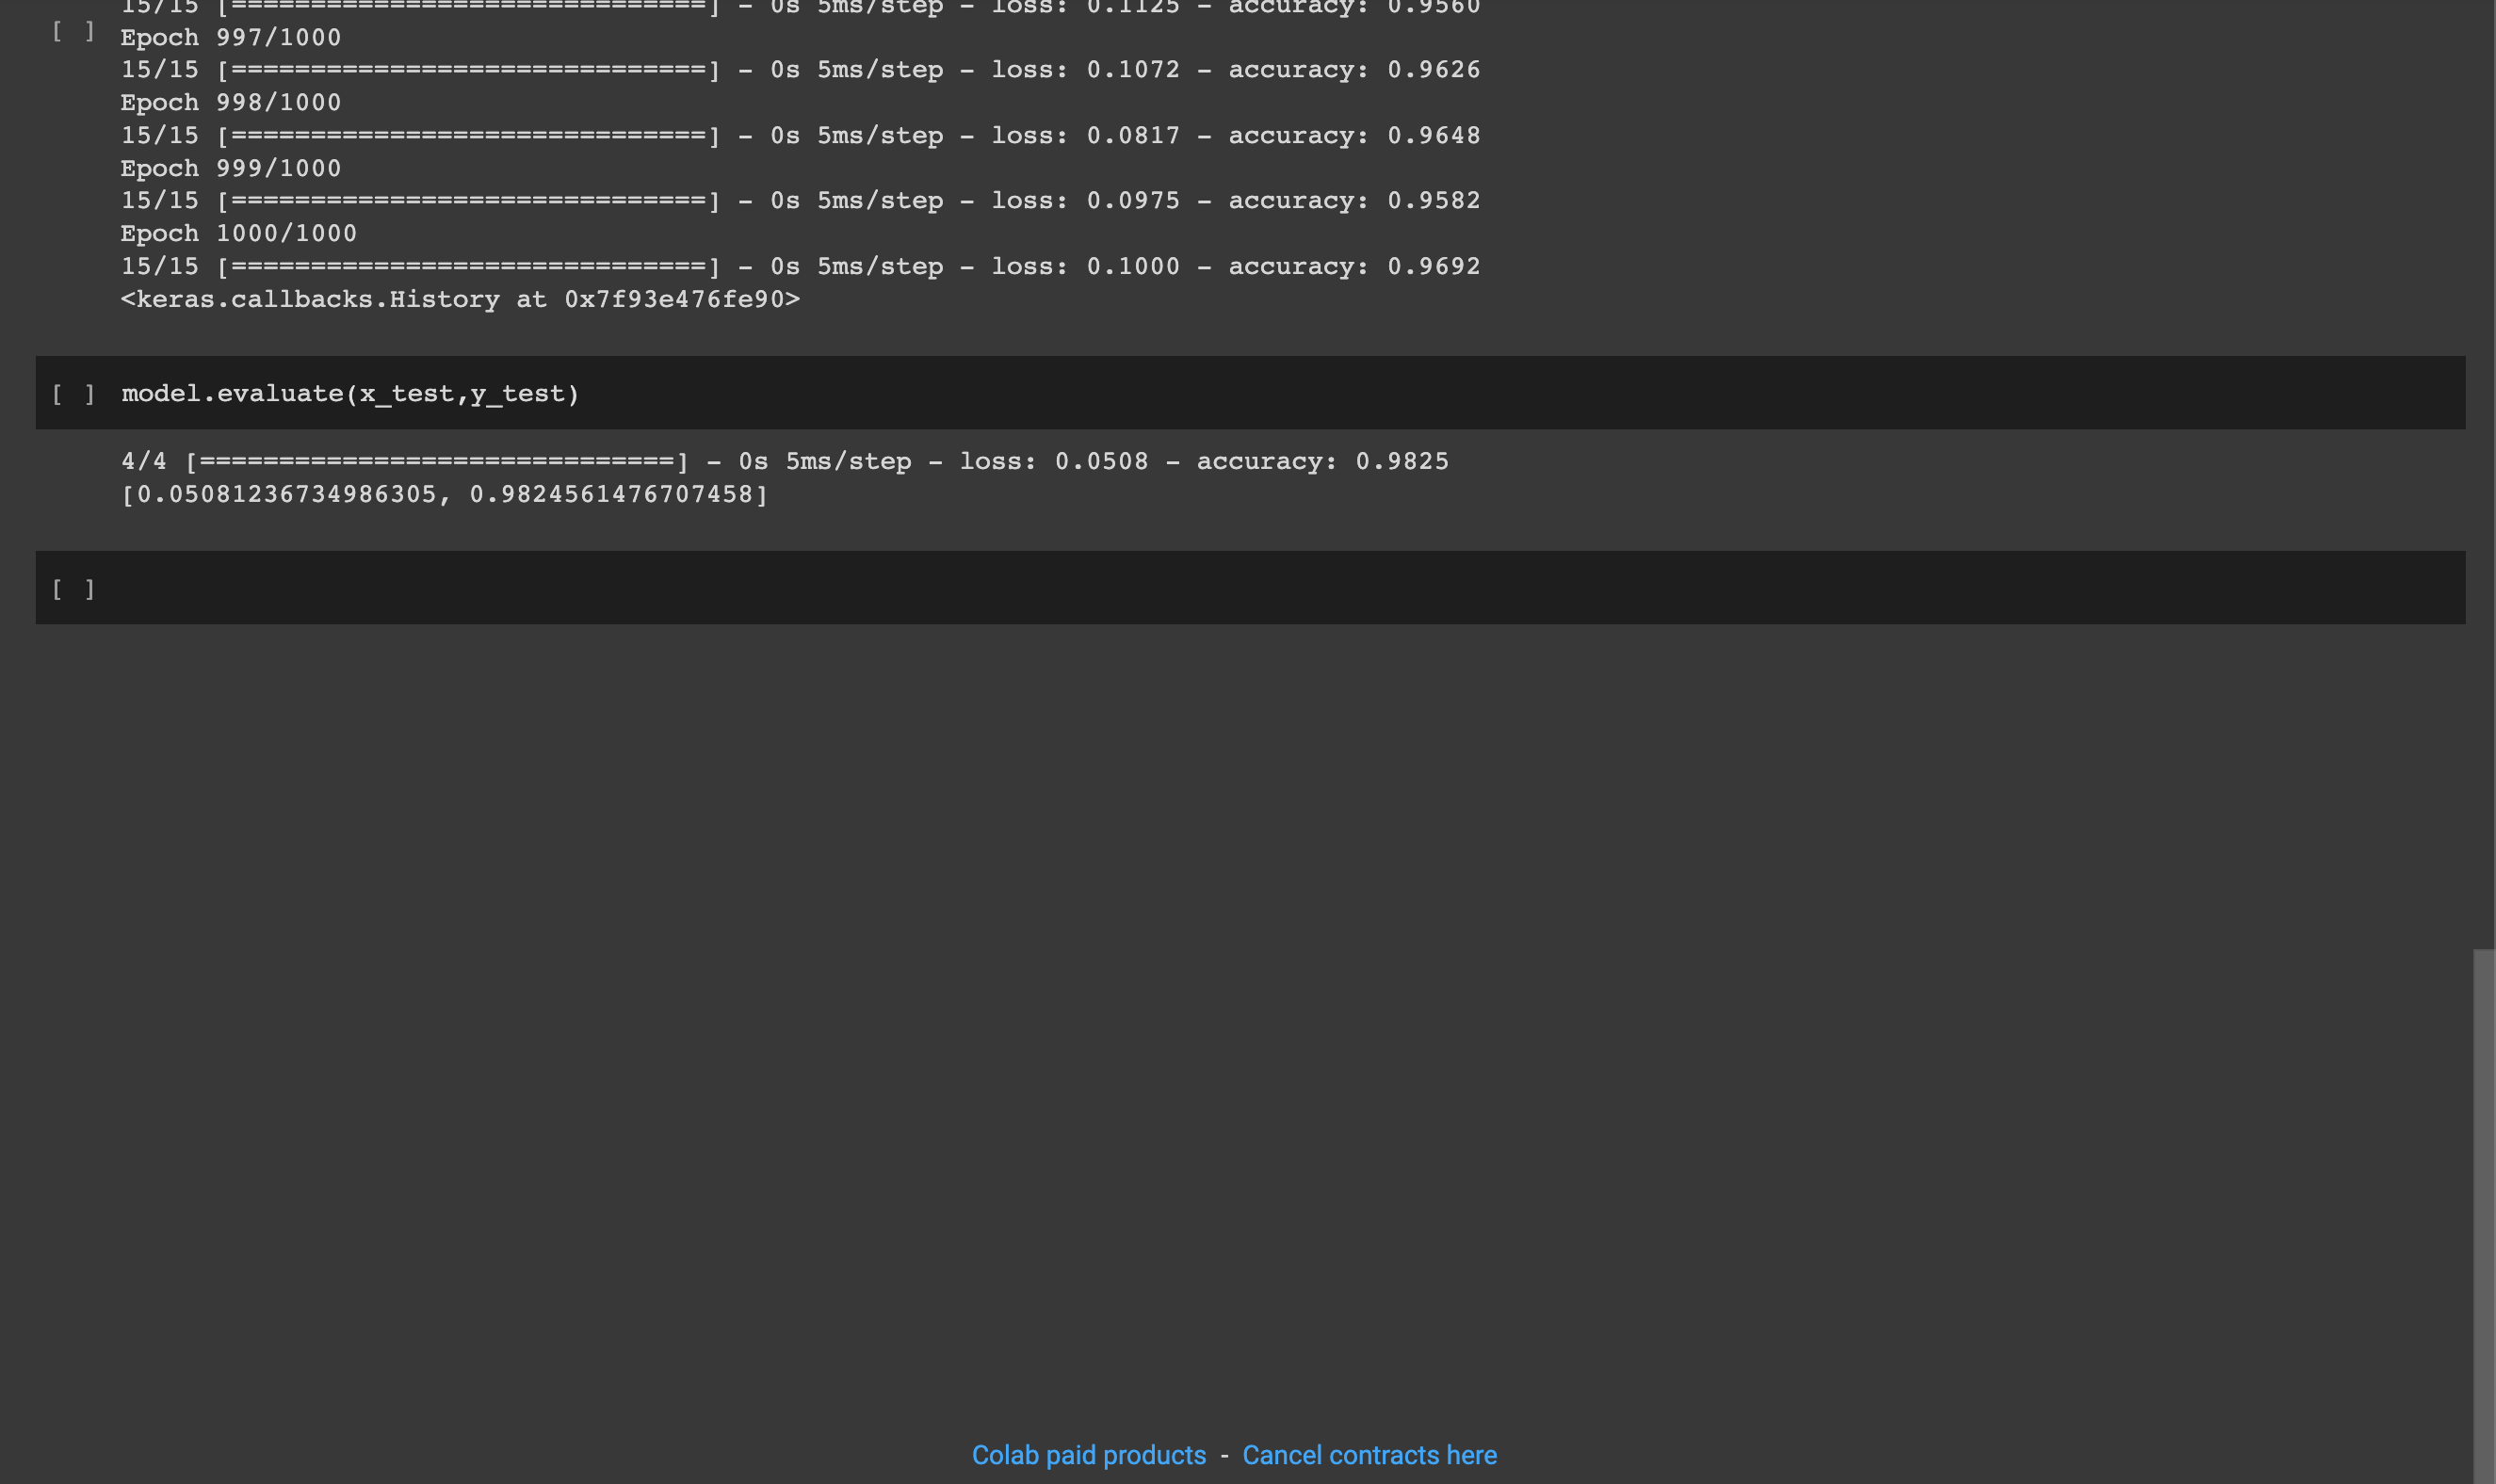 15/15 [==============================] - 0s 5ms/step - loss: 0.1125 - accuracy: 0.9560
[ ] Epoch 997/1000
15/15 [==============================] - 0s 5ms/step - loss: 0.1072 - accuracy: 0.9626
Epoch 998/1000
15/15 [==============================] - 0s 5ms/step - loss: 0.0817 - accuracy: 0.9648
Epoch 999/1000
15/15 [==============================] - 0s 5ms/step - loss: 0.0975 - accuracy: 0.9582
Epoch 1000/1000
15/15 [==============================] - 0s 5ms/step - loss: 0.1000 - accuracy: 0.9692
<keras.callbacks.History at 0x7f93e476fe90>
[ ] model.evaluate(x_test,y_test)
4/4 [==============================] - 0s 5ms/step - loss: 0.0508 - accuracy: 0.9825
[0.05081236734986305, 0.9824561476707458]
[ ]
Colab paid products - Cancel contracts here